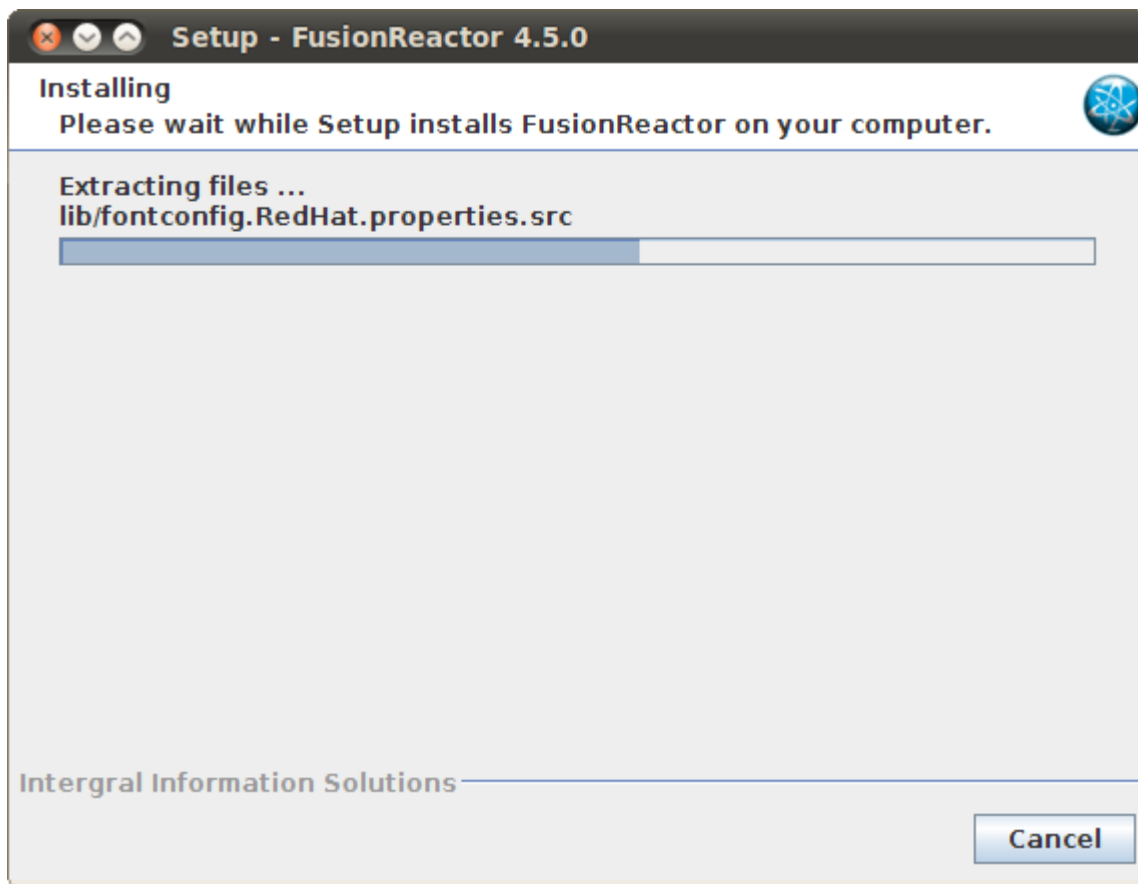 Setup - FusionReactor 4.5.0
Installing
Please wait while Setup installs FusionReactor on your computer.
Extracting files ...
lib/fontconfig.RedHat.properties.src
Intergral Information Solutions
Cancel